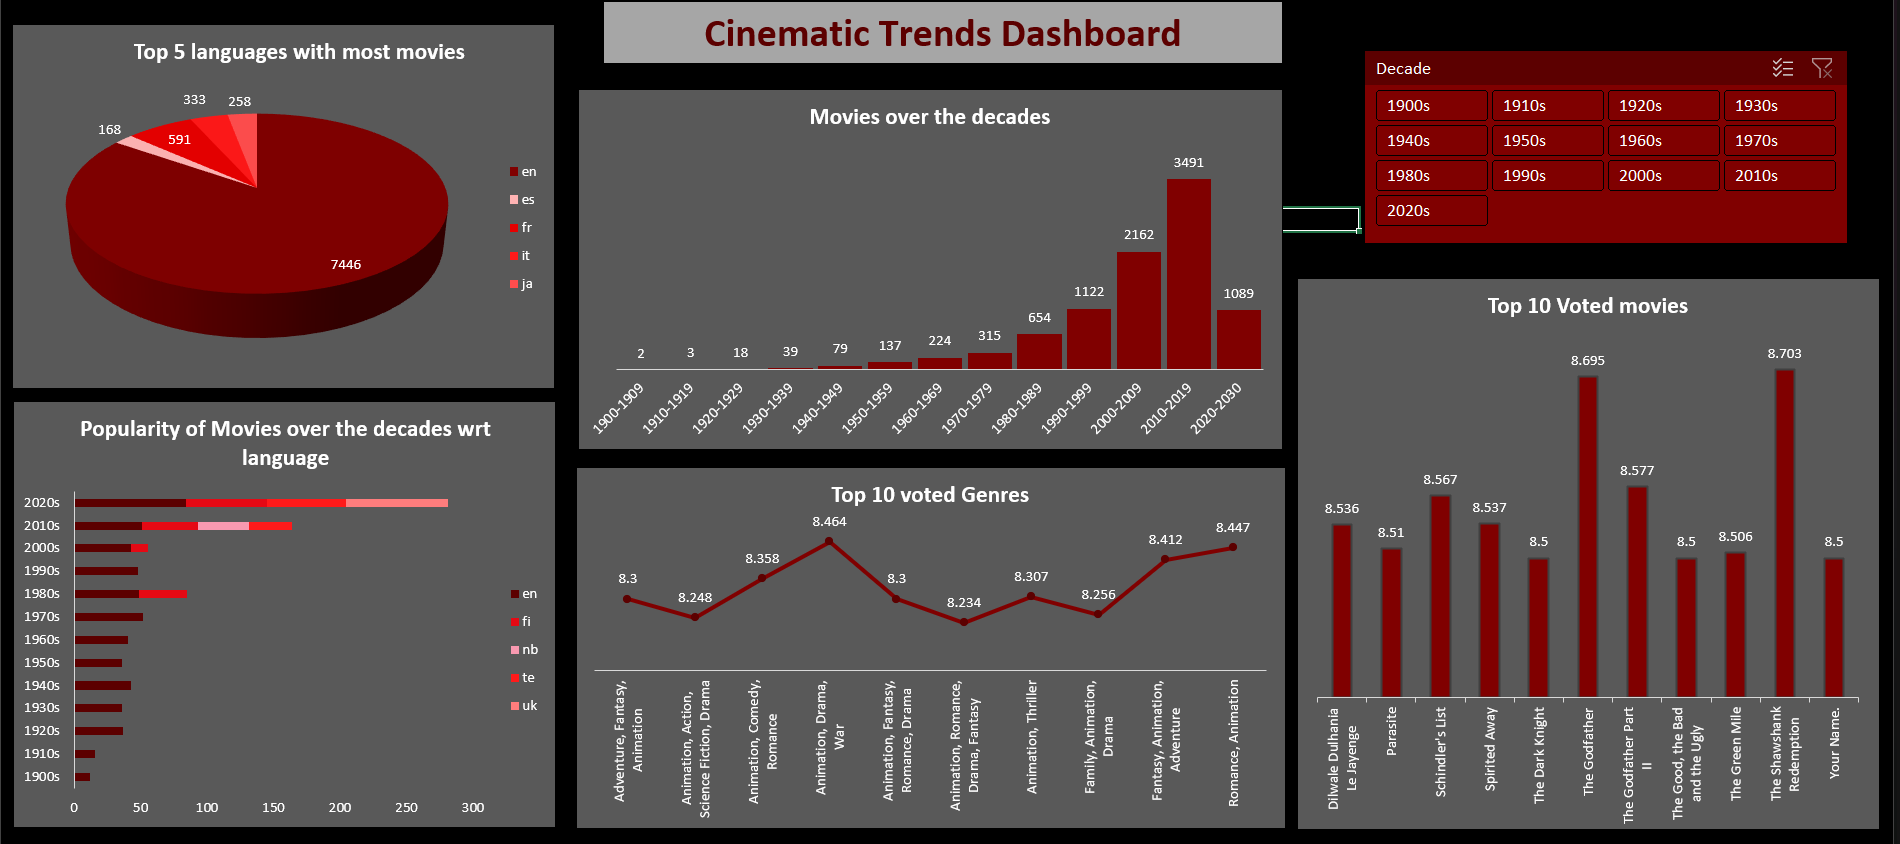 Cinematic Trends Dashboard
Top 5 languages with most movies
333
258
168
591
7446
en
es
fr
it
ja
Movies over the decades
2
3
18
39
79
137
224
315
654
1122
2162
3491
1089
1900-1909
1910-1919
1920-1929
1930-1939
1940-1949
1950-1959
1960-1969
1970-1979
1980-1989
1990-1999
2000-2009
2010-2019
2020-2030
Decade
1900s
1910s
1920s
1930s
1940s
1950s
1960s
1970s
1980s
1990s
2000s
2010s
2020s
Popularity of Movies over the decades wrt
language
2020s
2010s
2000s
1990s
1980s
1970s
1960s
1950s
1940s
1930s
1920s
1910s
1900s
0
50
100
150
200
250
300
en
fi
nb
te
uk
Top 10 voted Genres
8.3
8.248
8.358
8.464
8.3
8.234
8.307
8.256
8.412
8.447
Adventure, Fantasy,
Animation
Animation, Action,
Science Fiction, Drama
Animation, Comedy,
Romance
Animation, Drama,
War
Animation, Fantasy,
Romance, Drama
Animation, Romance,
Drama, Fantasy
Animation, Thriller
Family, Animation,
Drama
Fantasy, Animation,
Adventure
Romance, Animation
Top 10 Voted movies
8.536
8.51
8.567
8.537
8.5
8.695
8.577
8.5
8.506
8.703
8.5
Dilwale Dulhania
Le Jayenge
Parasite
Schindler's List
Spirited Away
The Dark Knight
The Godfather
The Godfather Part
II
The Good, the Bad
and the Ugly
The Green Mile
The Shawshank
Redemption
Your Name.